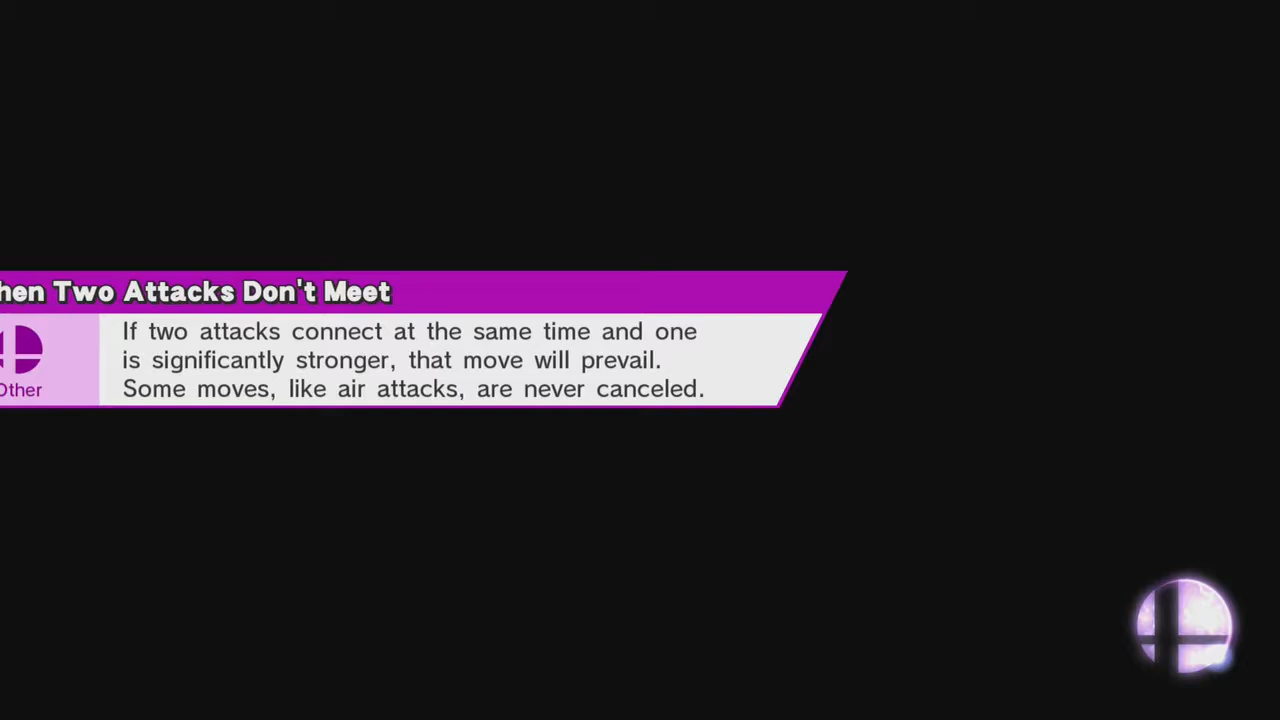 hen Two Attacks Don't Meet
If two attacks connect at the same time and one
is significantly stronger, that move will prevail.
Other
Some moves, like air attacks, are never canceled.